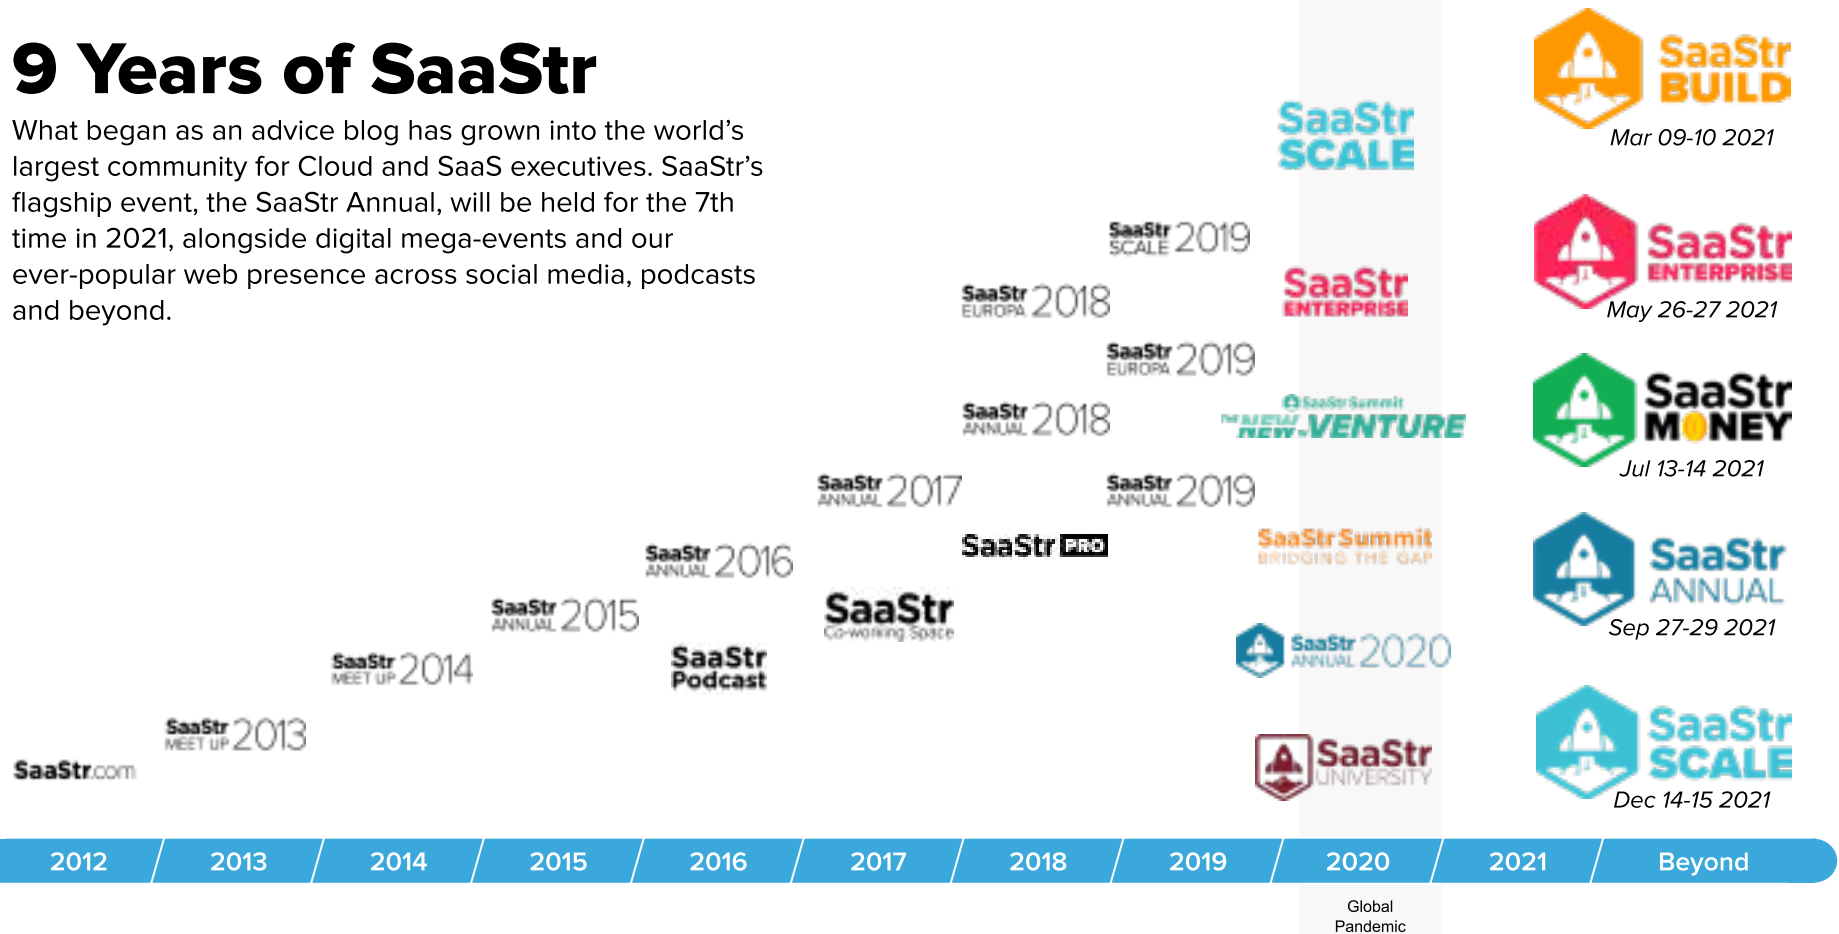 9 Years of SaaStr
What began as an advice blog has grown into the world's
largest community for Cloud and SaaS executives. SaaStr's
flagship event, the SaaStr Annual, will be held for the 7th
time in 2021, alongside digital mega-events and our
ever-popular web presence across social media, podcasts
and beyond.
SaaStr.com
SaaStr
MEET UP 2013
SaaStr
MEET UP 2014
SaaStr
ANNUAL 2015
SaaStr
ANNUAL 2016
SaaStr
Podcast
SaaStr
ANNUAL 2017
SaaStr
Co-working Space
SaaStr
EUROPA 2018
SaaStr
ANNUAL 2018
SaaStr PRO
SaaStr
SCALE 2019
SaaStr
EUROPA 2019
SaaStr
ANNUAL 2019
SaaStr
SCALE
SaaStr
ENTERPRISE
SaaStr Summit
THE NEW IN VENTURE
SaaStr Summit
BRIDGING THE GAP
SaaStr
ANNUAL 2020
SaaStr
UNIVERSITY
SaaStr
BUILD
Mar 09-10 2021
SaaStr
ENTERPRISE
May 26-27 2021
SaaStr
MONEY
Jul 13-14 2021
SaaStr
ANNUAL
Sep 27-29 2021
SaaStr
SCALE
Dec 14-15 2021
2012 2013 2014 2015 2016 2017 2018 2019 2020 2021 Beyond
Global
Pandemic